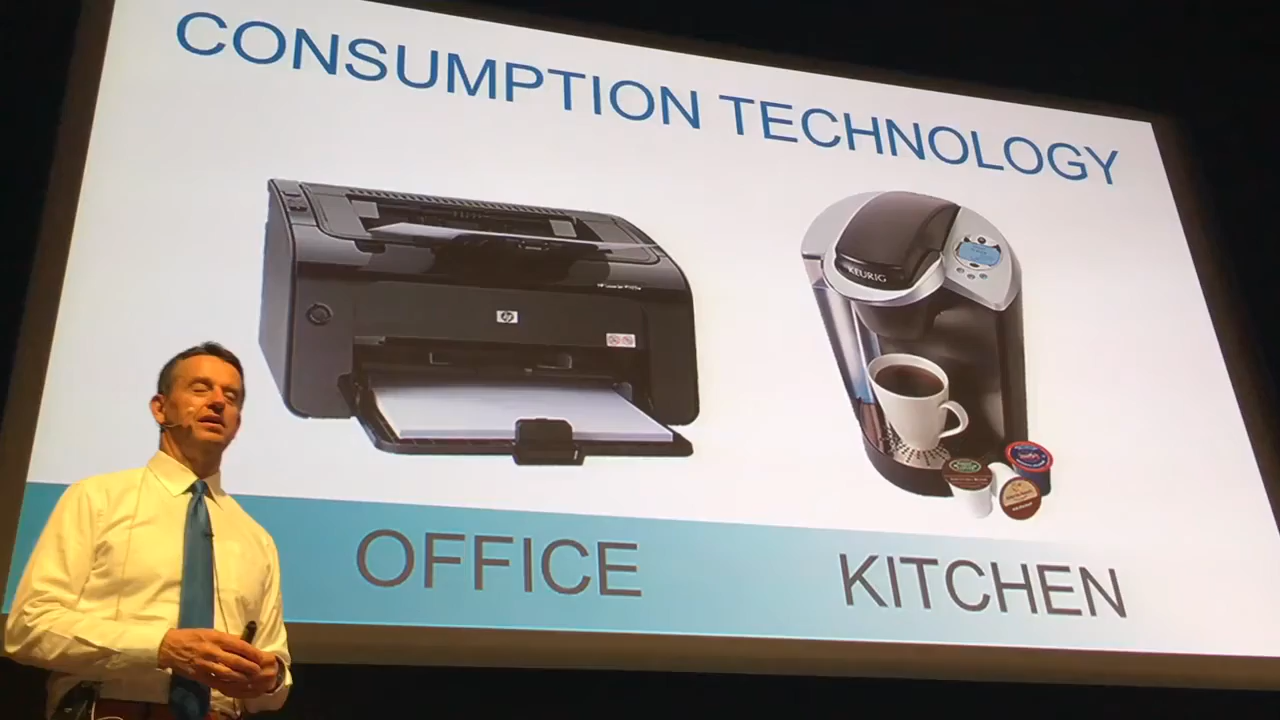 CONSUMPTION TECHNOLOGY
KEURIG
hp
OFFICE
KITCHEN